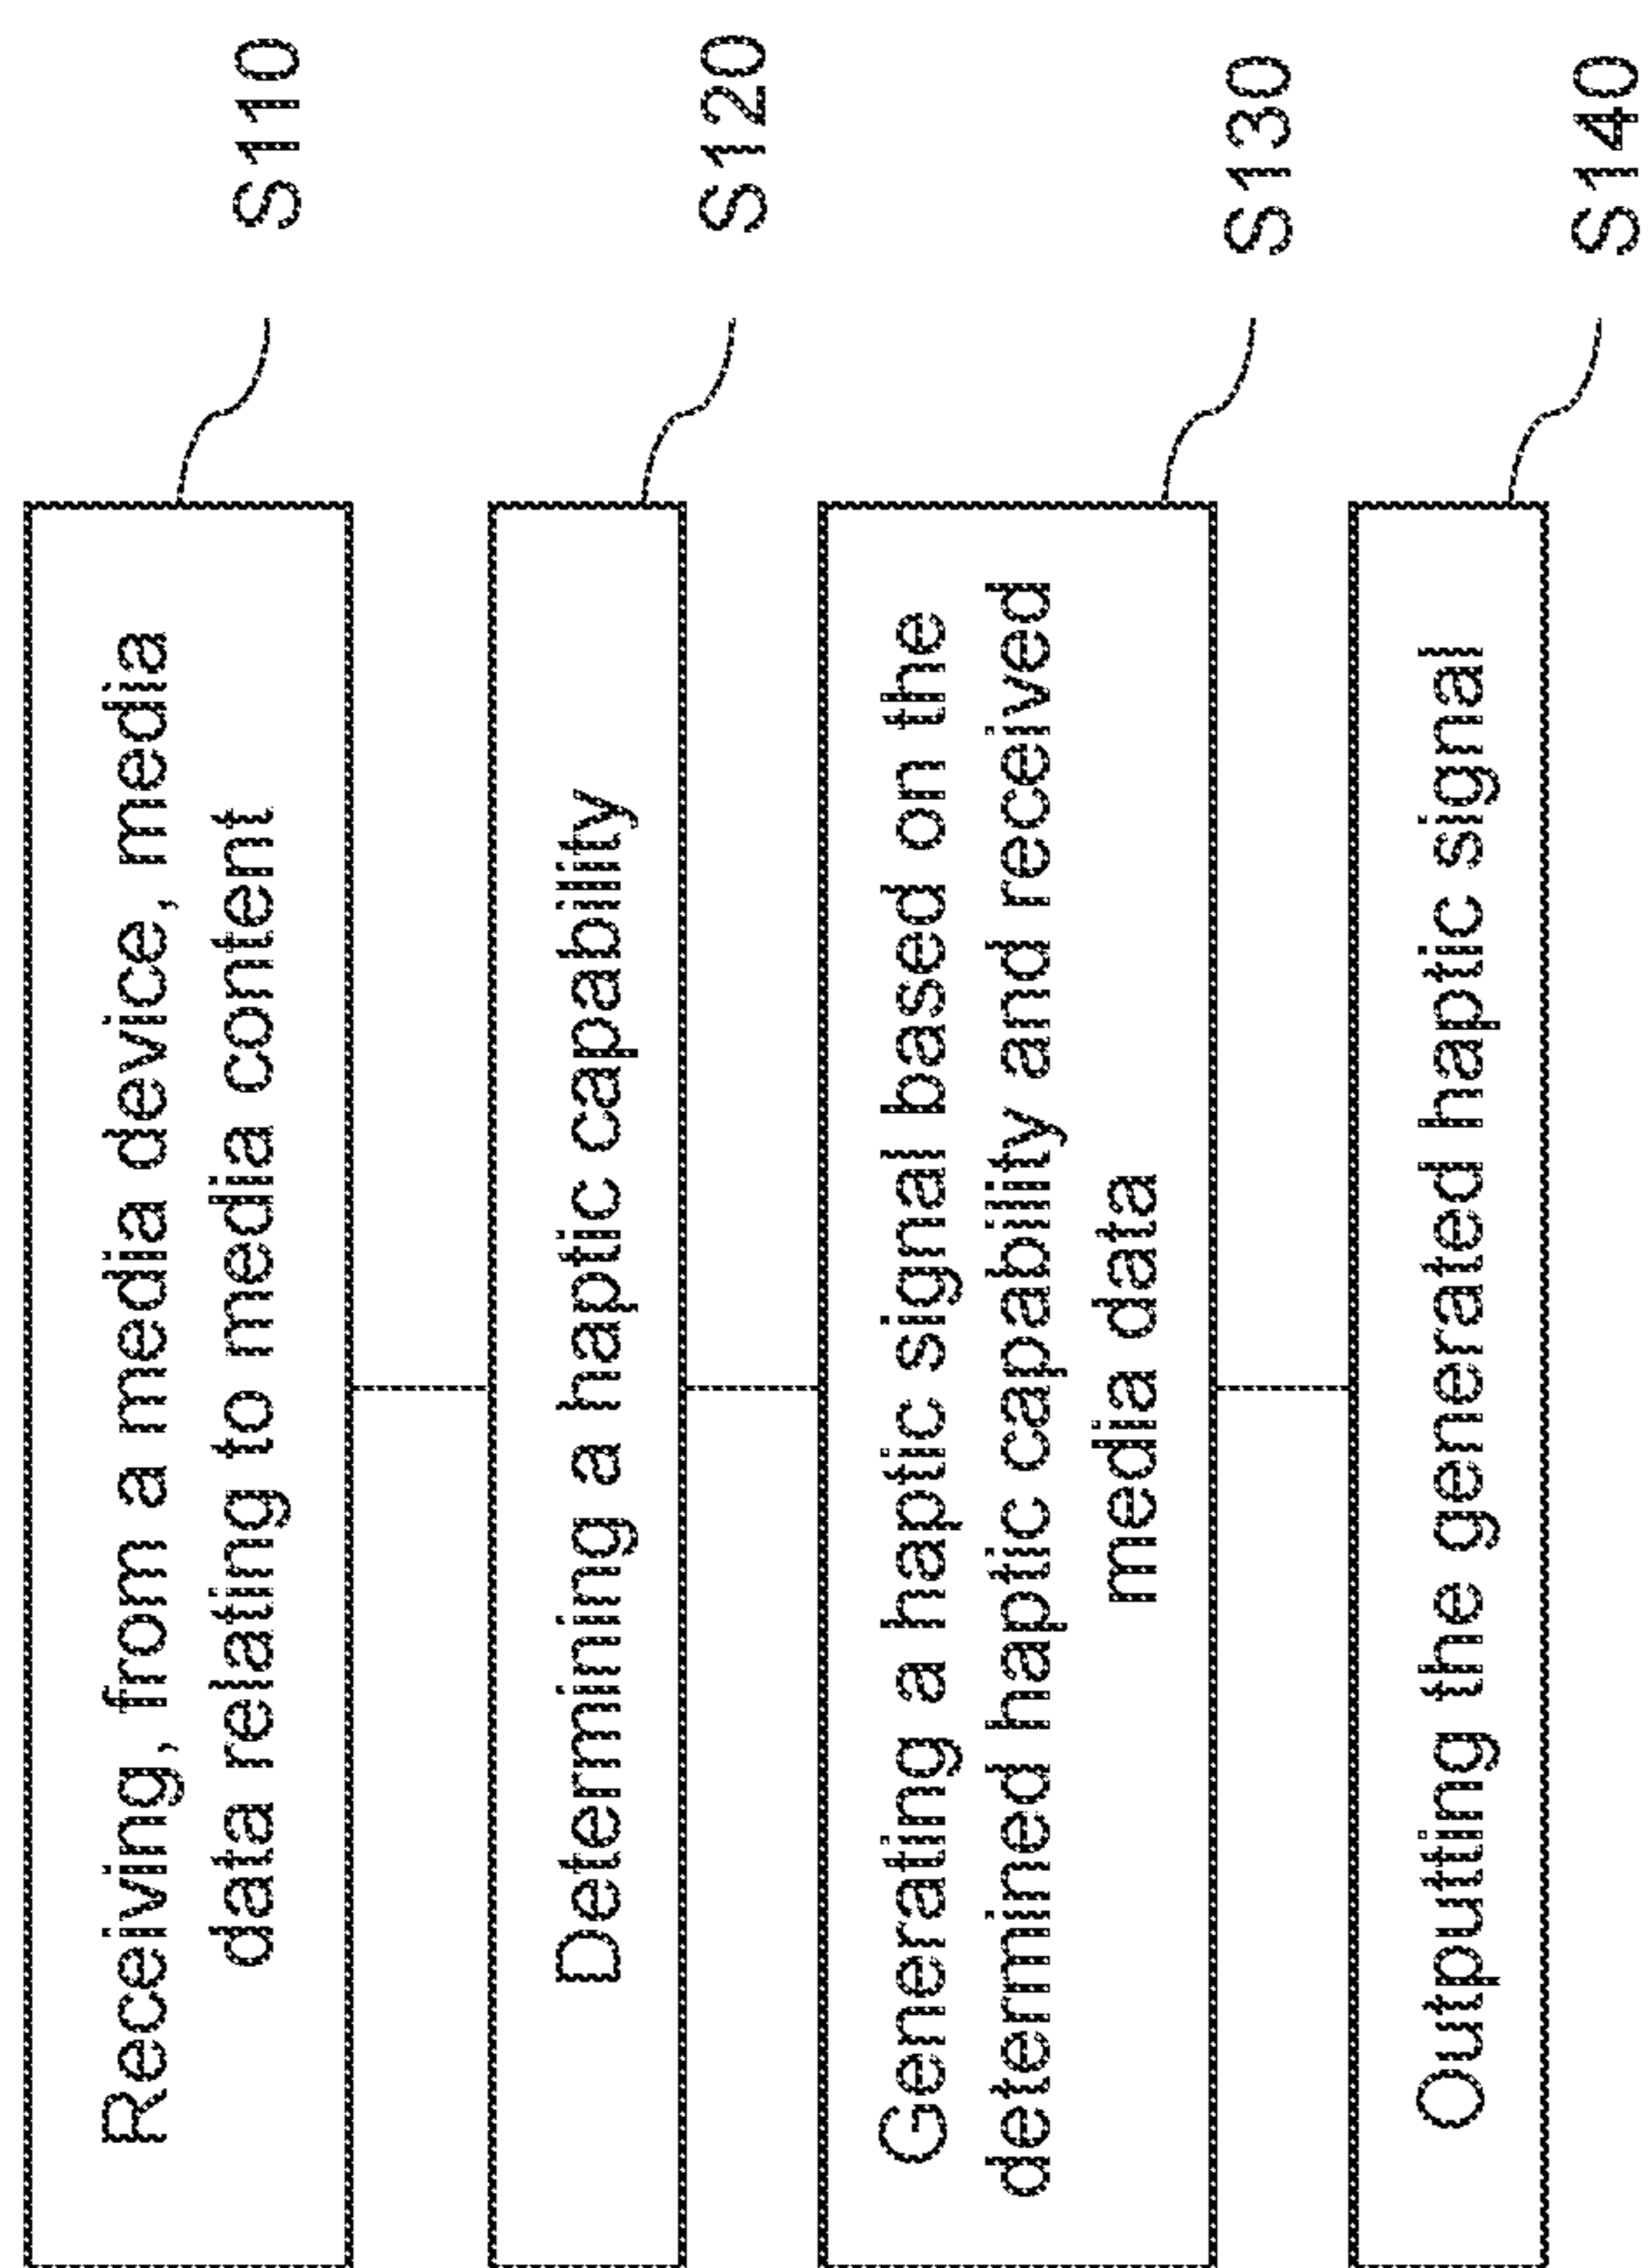 Receiving, from a media device, media
data relating to media content
S110
Determining a haptic capability
S120
Generating a haptic signal based on the
determined haptic capability and received
media data
S130
Outputting the generated haptic signal
S140